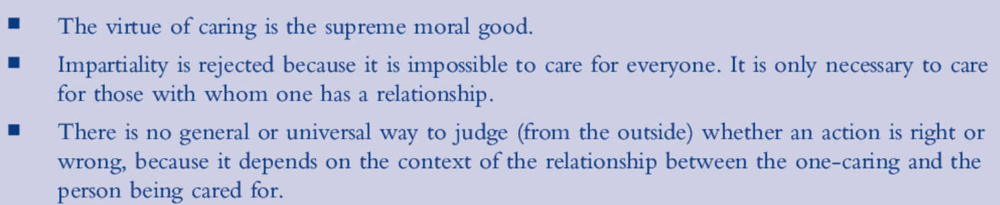 ■ The virtue of caring is the supreme moral good.
■ Impartiality is rejected because it is impossible to care for everyone. It is only necessary to care
for those with whom one has a relationship.
■ There is no general or universal way to judge (from the outside) whether an action is right or
wrong, because it depends on the context of the relationship between the one-caring and the
person being cared for.